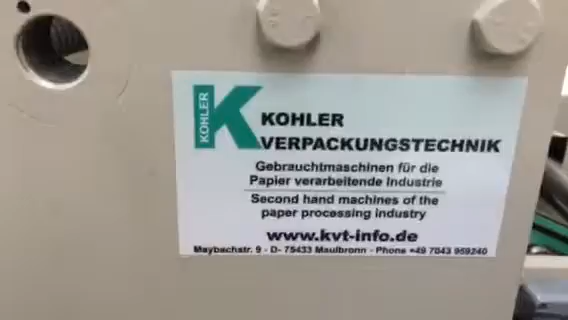 KOHLER
K KOHLER
VERPACKUNGSTECHNIK
Gebrauchtmaschinen für die
Papier verarbeitende Industrie
Second hand machines of the
paper processing industry
www.kvt-info.de
Maybachstr. 9 - D- 75433 Maulbronn - Phone +49 7043 959240